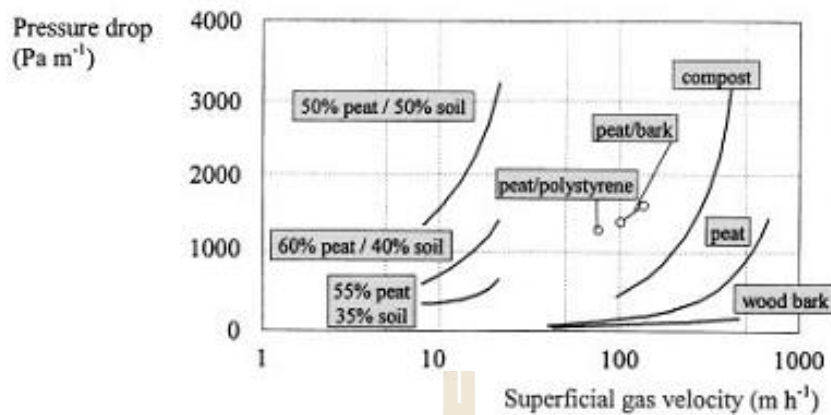 Pressure drop
(Pa m⁻¹)
4000
3000
2000
1000
0
compost
50% peat / 50% soil
peat/bark
peat/polystyrene
60% peat / 40% soil
peat
55% peat
35% soil
wood bark
1
10
100
1000
Superficial gas velocity (m h⁻¹)